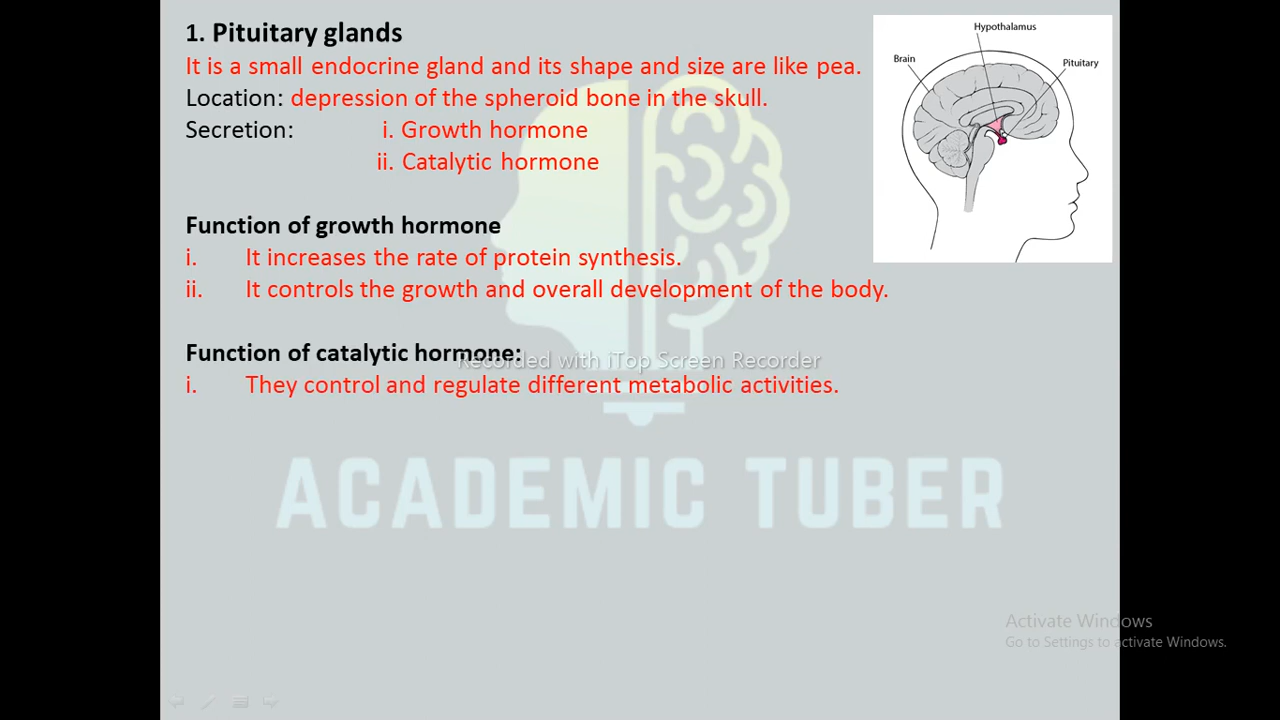 1. Pituitary glands
It is a small endocrine gland and its shape and size are like pea.
Location: depression of the spheroid bone in the skull.
Secretion: i. Growth hormone
ii. Catalytic hormone
Hypothalamus
Brain
Pituitary
Function of growth hormone
i. It increases the rate of protein synthesis.
ii. It controls the growth and overall development of the body.
Function of catalytic hormone:
Recorded with iTop Screen Recorder
i. They control and regulate different metabolic activities.
ACADEMIC TUBER
Activate Windows
Go to Settings to activate Windows.